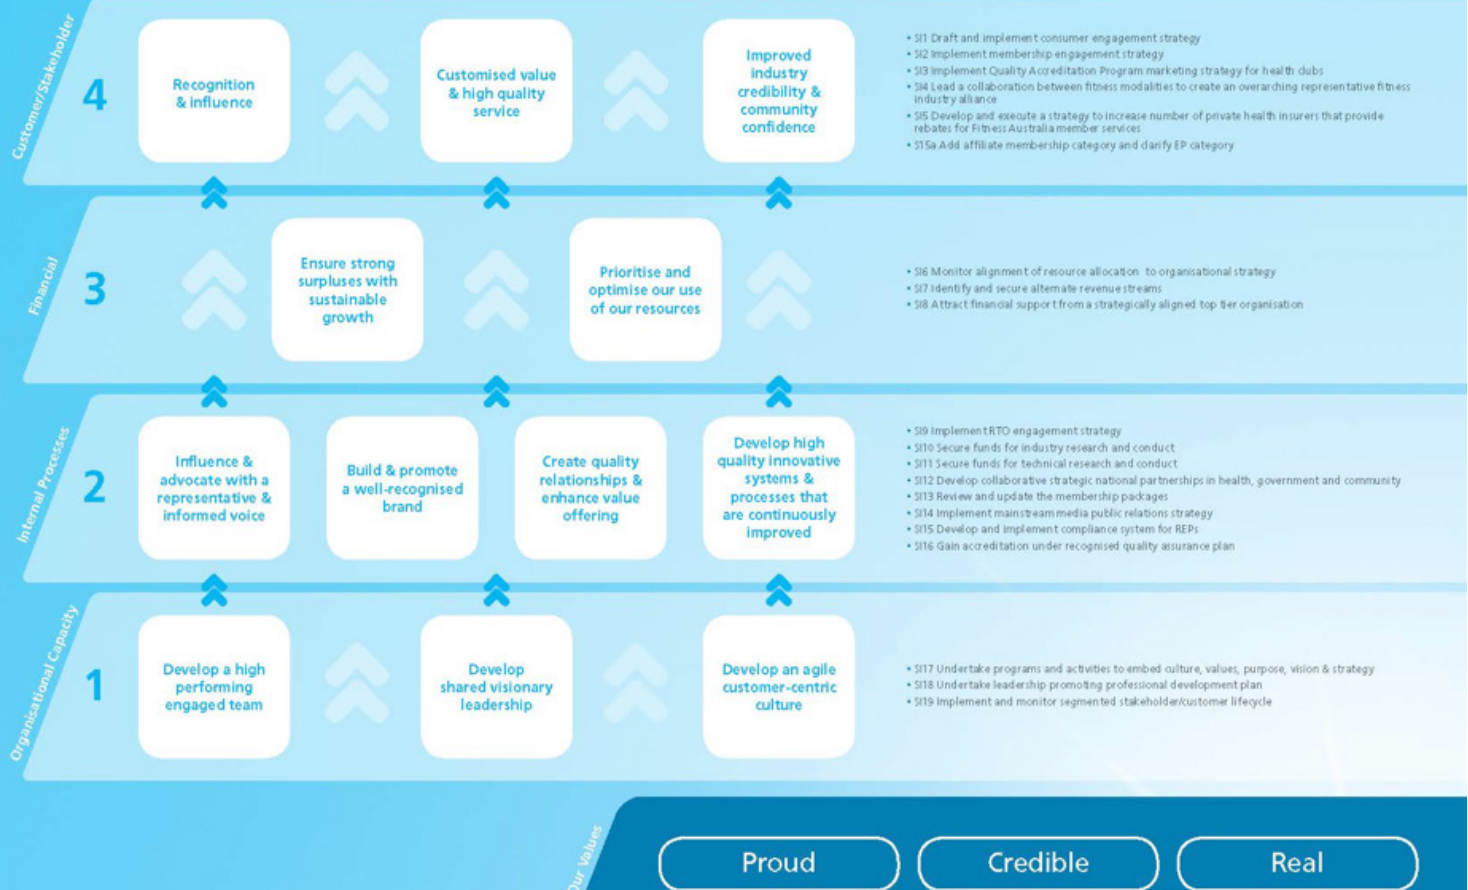 Customer/Stakeholder
4
Recognition
& influence
Customised value
& high quality
service
Improved
industry
credibility &
community
confidence
• SI1 Draft and implement consumer engagement strategy
• SI2 Implement membership engagement strategy
• SI3 Implement Quality Accreditation Program marketing strategy for health clubs
• SI4 Lead a collaboration between fitness modalities to create an overarching representative fitness
industry alliance
• SI5 Develop and execute a strategy to increase number of private health insurers that provide
rebates for Fitness Australia member services
• S15a Add affiliate membership category and clarify EP category
Financial
3
Ensure strong
surpluses with
sustainable
growth
Prioritise and
optimise our use
of our resources
• SI6 Monitor alignment of resource allocation to organisational strategy
• SI7 Identify and secure alternate revenue streams
• SI8 Attract financial support from a strategically aligned top tier organisation
Internal Processes
2
Influence &
advocate with a
representative &
informed voice
Build & promote
a well-recognised
brand
Create quality
relationships &
enhance value
offering
Develop high
quality innovative
systems &
processes that
are continuously
improved
• SI9 Implement RTO engagement strategy
• SI10 Secure funds for industry research and conduct
• SI11 Secure funds for technical research and conduct
• SI12 Develop collaborative strategic national partnerships in health, government and community
• SI13 Review and update the membership packages
• SI14 Implement mainstream media public relations strategy
• SI15 Develop and implement compliance system for REPs
• SI16 Gain accreditation under recognised quality assurance plan
Organisational Capacity
1
Develop a high
performing
engaged team
Develop
shared visionary
leadership
Develop an agile
customer-centric
culture
• SI17 Undertake programs and activities to embed culture, values, purpose, vision & strategy
• SI18 Undertake leadership promoting professional development plan
• SI19 Implement and monitor segmented stakeholder/customer lifecycle
Our Values
Proud
Credible
Real